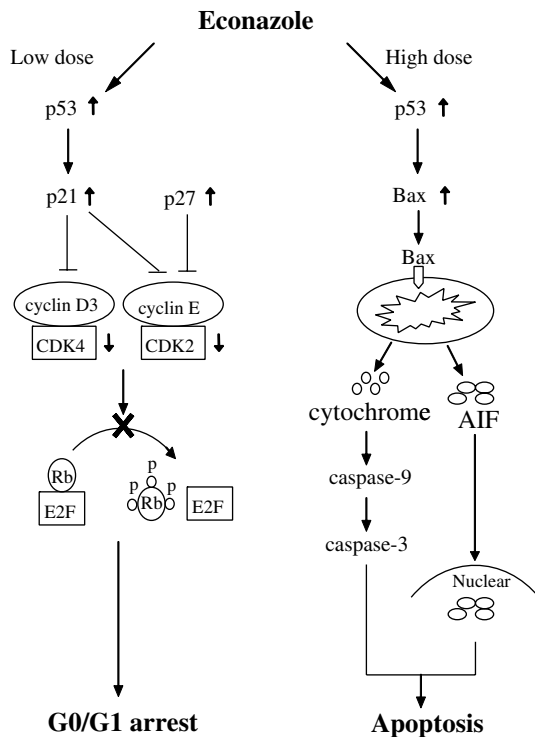 Econazole
Low dose
High dose
p53
p53
p21
p27
Bax
Bax
cyclin D3
cyclin E
CDK4
CDK2
cytochrome
AIF
Rb
E2F
p
p
p
Rb
E2F
caspase-9
caspase-3
Nuclear
G0/G1 arrest
Apoptosis